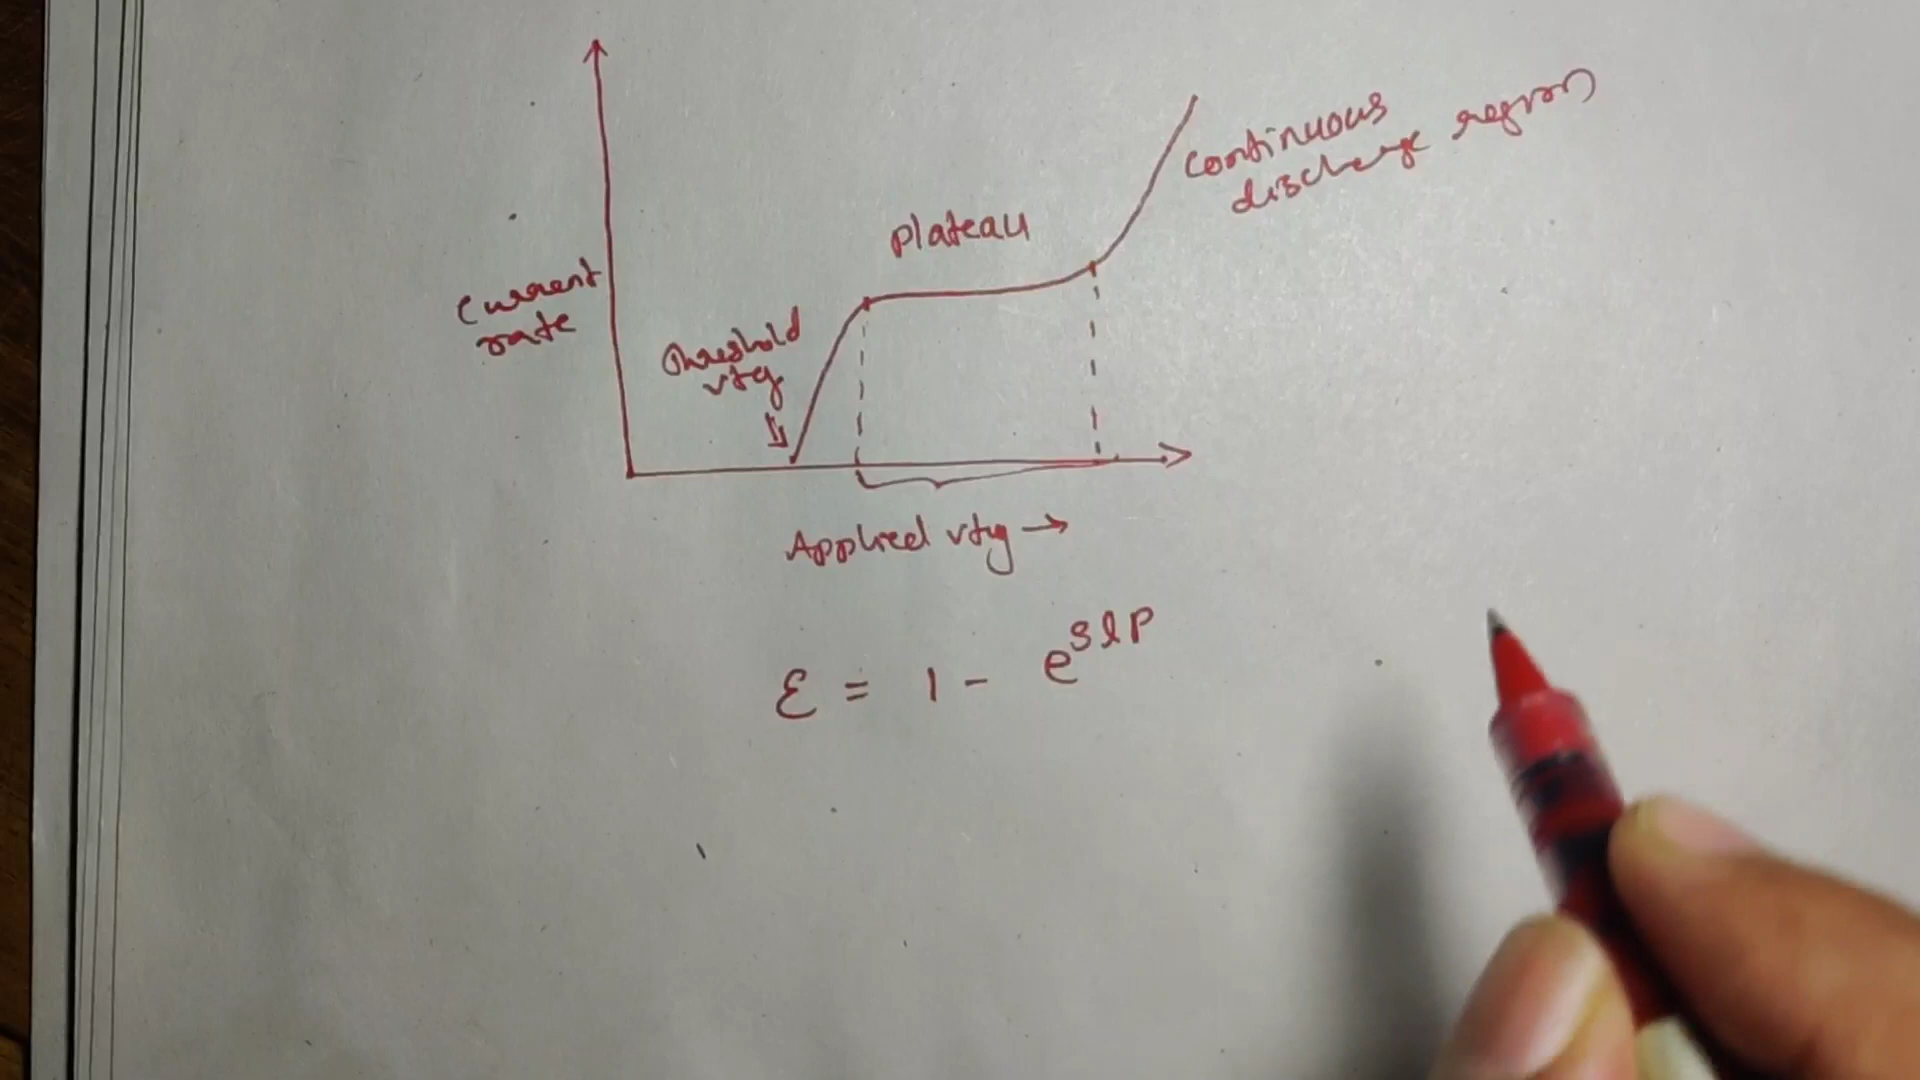 Continuous
discharge region
Plateau
Current
rate
Threshold
vtg
Applied vtg →
ε = 1 - e^slp